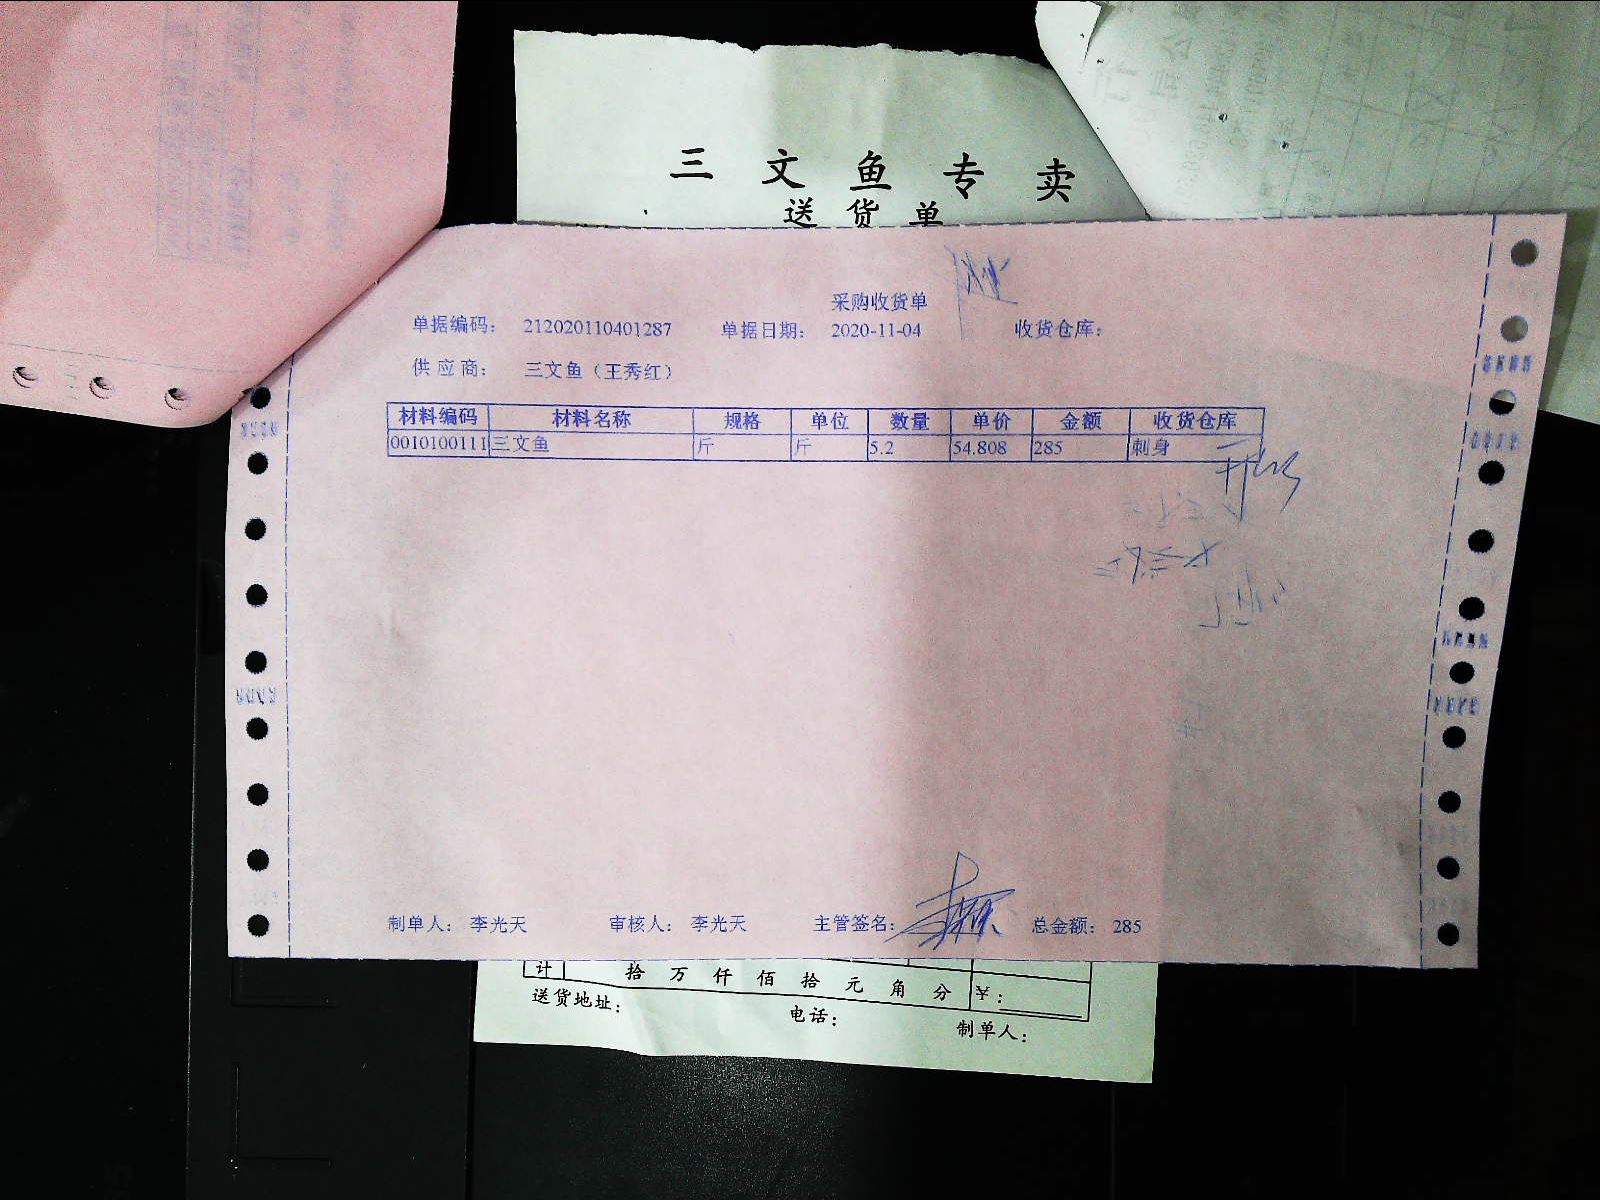 三文鱼专卖
送货单
采购收货单
单据编码： 212020110401287 单据日期： 2020-11-04 收货仓库：
供应商： 三文鱼（王秀红）
材料编码 材料名称 规格 单位 数量 单价 金额 收货仓库
0010100111 三文鱼 斤 斤 5.2 54.808 285 刺身
制单人： 李光天 审核人： 李光天 主管签名： 总金额： 285
计 拾 万 仟 佰 拾 元 角 分 ¥：
送货地址： 电话： 制单人：